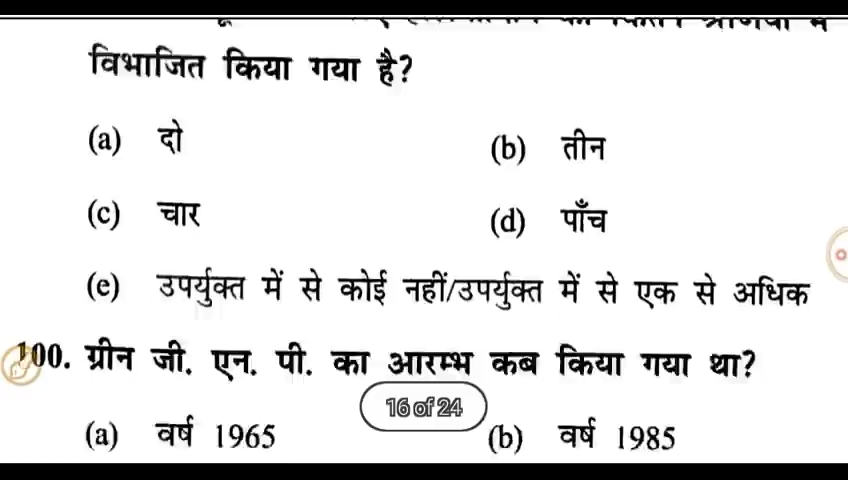 विभाजित किया गया है?
(a) दो (b) तीन
(c) चार (d) पाँच
(e) उपर्युक्त में से कोई नहीं/उपर्युक्त में से एक से अधिक
100. ग्रीन जी. एन. पी. का आरम्भ कब किया गया था?
16 of 24
(a) वर्ष 1965 (b) वर्ष 1985